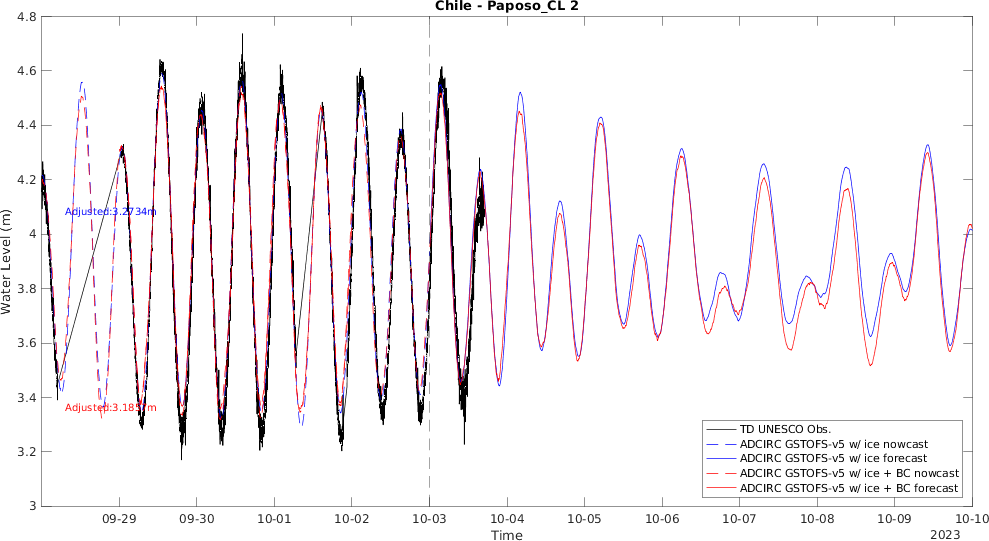 Chile - Paposo_CL 2
4.8
4.6
4.4
4.2
4
3.8
3.6
3.4
3.2
3
Water Level (m)
Adjusted:3.2734m
TD UNESCO Obs.
ADCIRC GSTOFS-v5 w/ ice nowcast
ADCIRC GSTOFS-v5 w/ ice forecast
ADCIRC GSTOFS-v5 w/ ice + BC nowcast
ADCIRC GSTOFS-v5 w/ ice + BC forecast
09-29 09-30 10-01 10-02 10-03 10-04 10-05 10-06 10-07 10-08 10-09 10-10
Time
2023